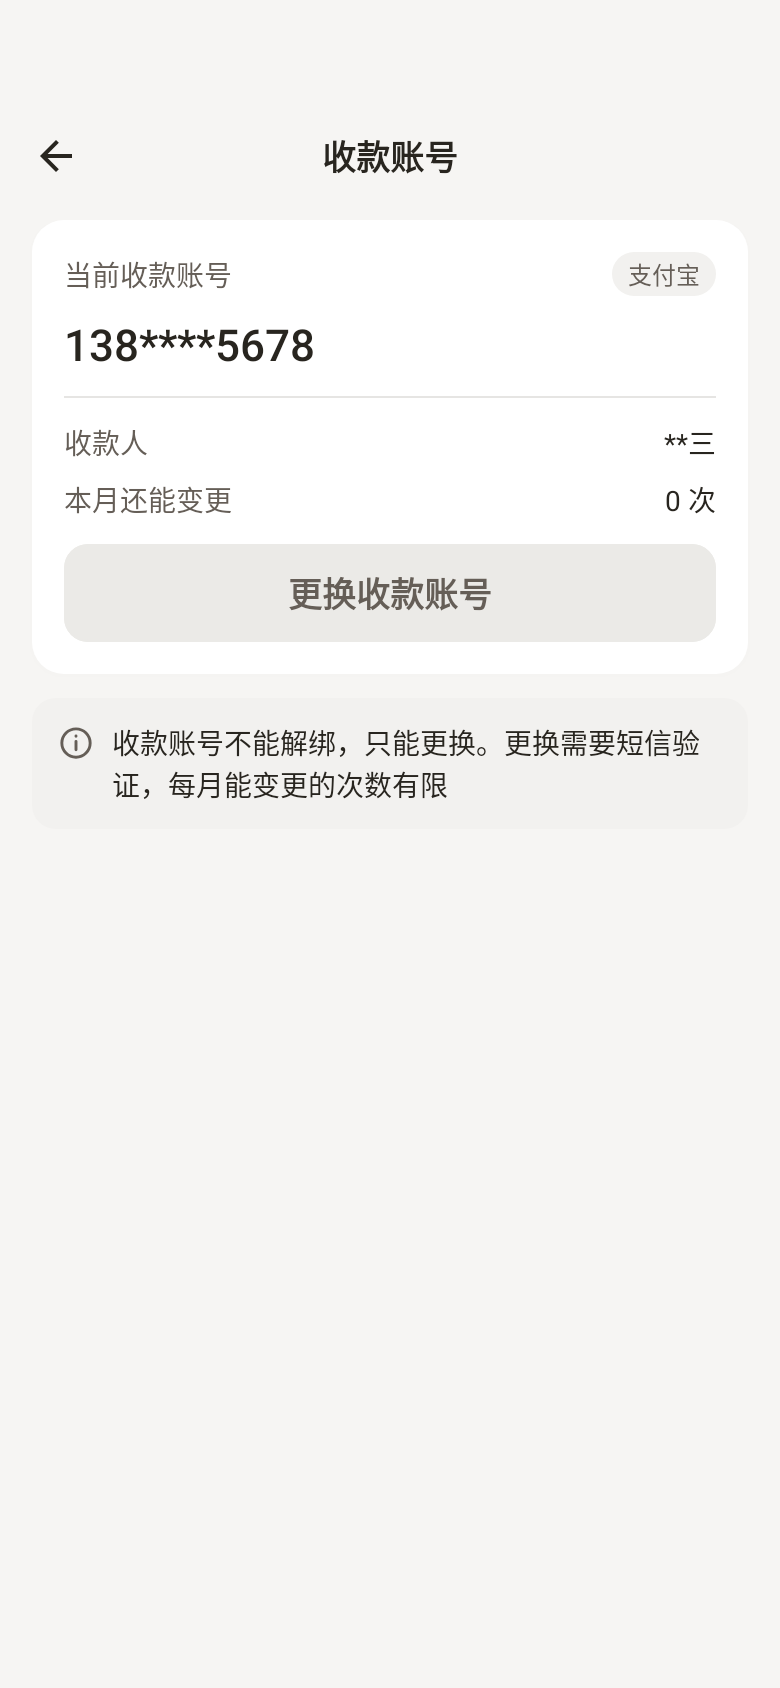 收款账号
当前收款账号 支付宝
138****5678
收款人 **三
本月还能变更 0 次
更换收款账号
收款账号不能解绑，只能更换。更换需要短信验
证，每月能变更的次数有限